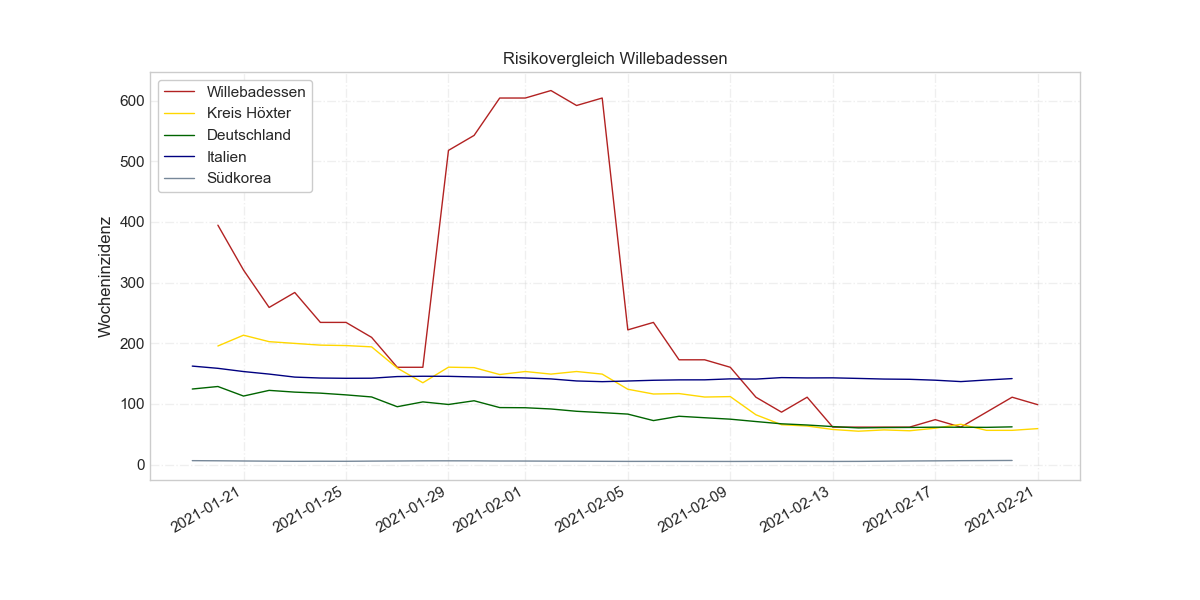 Risikovergleich Willebadessen
Willebadessen
Kreis Höxter
Deutschland
Italien
Südkorea
Wocheninzidenz
600
500
400
300
200
100
0
2021-01-21
2021-01-25
2021-01-29
2021-02-01
2021-02-05
2021-02-09
2021-02-13
2021-02-17
2021-02-21